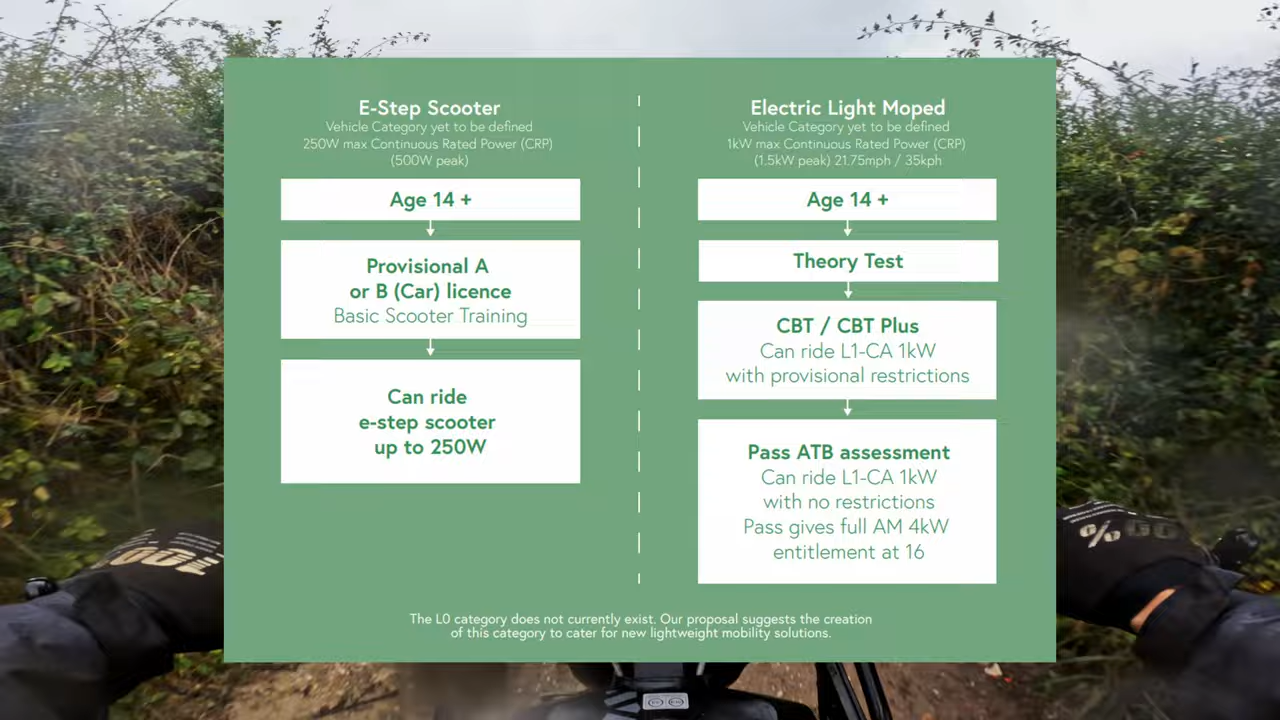 E-Step Scooter
Vehicle Category yet to be defined
250W max Continuous Rated Power (CRP)
(500W peak)
Age 14 +
Provisional A
or B (Car) licence
Basic Scooter Training
Can ride
e-step scooter
up to 250W
Electric Light Moped
Vehicle Category yet to be defined
1kW max Continuous Rated Power (CRP)
(1.5kW peak) 21.75mph / 35kph
Age 14 +
Theory Test
CBT / CBT Plus
Can ride L1-CA 1kW
with provisional restrictions
Pass ATB assessment
Can ride L1-CA 1kW
with no restrictions
Pass gives full AM 4kW
entitlement at 16
The L0 category does not currently exist. Our proposal suggests the creation
of this category to cater for new lightweight mobility solutions.